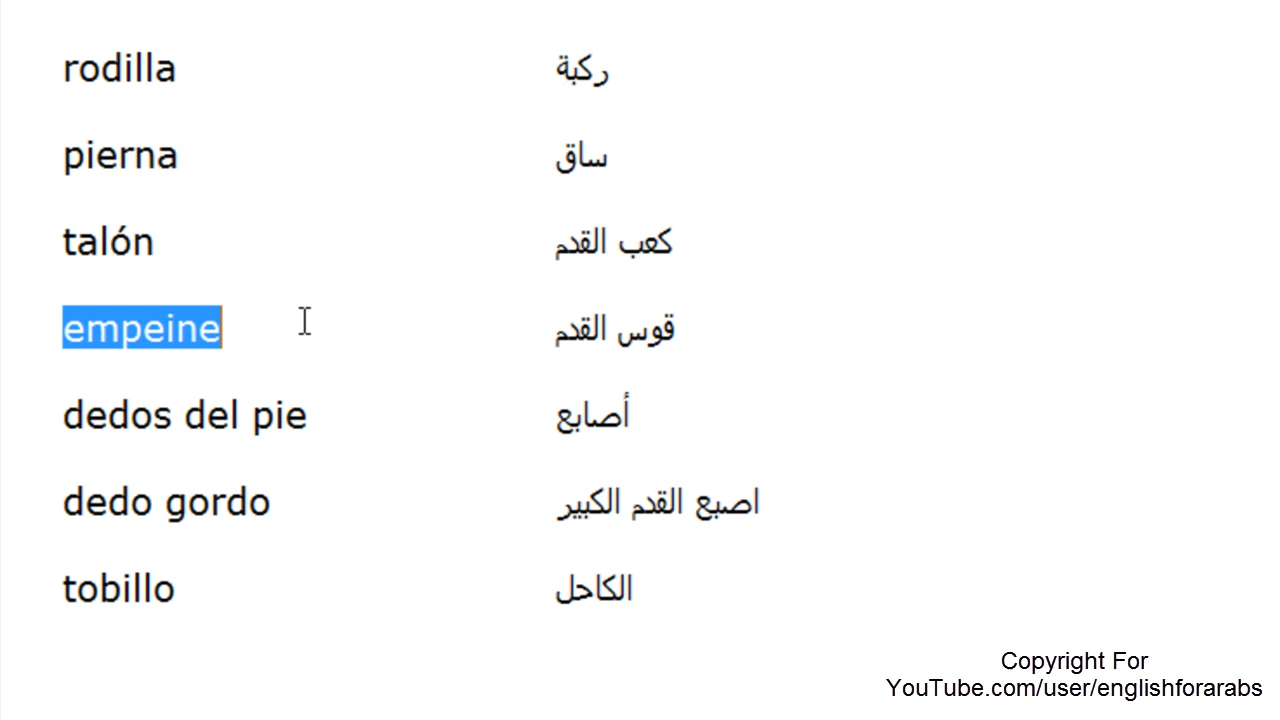 rodilla ركبة
pierna ساق
talón كعب القدم
empeine قوس القدم
dedos del pie أصابع
dedo gordo اصبع القدم الكبير
tobillo الكاحل
Copyright For
YouTube.com/user/englishforarabs